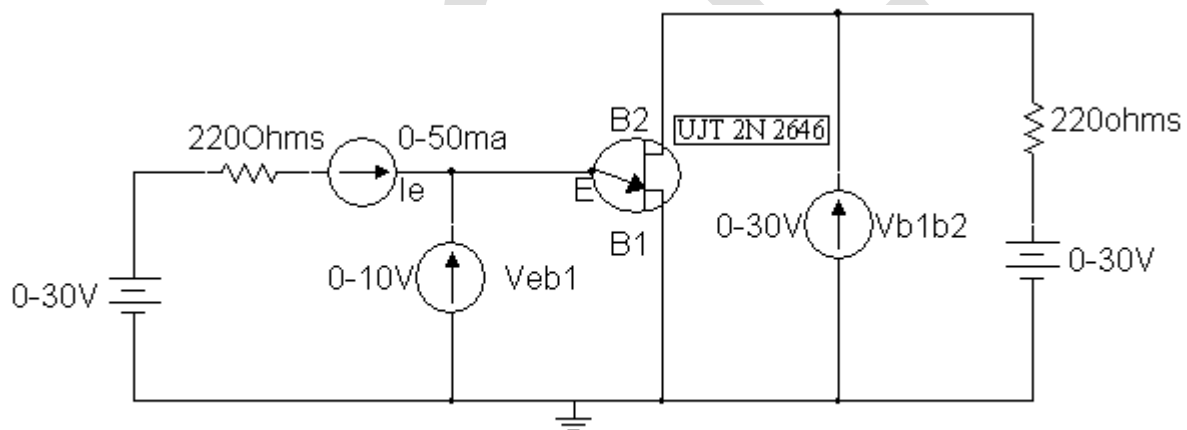 B2
UJT 2N 2646
220Ohms
0-50ma
220ohms
Ie
E
B1
0-30V
Vb1b2
0-10V
Veb1
0-30V
0-30V